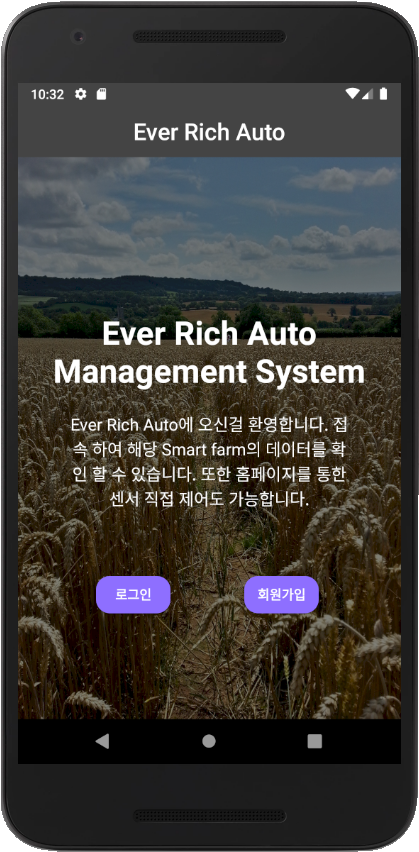 10:32
Ever Rich Auto
Ever Rich Auto
Management System
Ever Rich Auto에 오신걸 환영합니다. 접
속 하여 해당 Smart farm의 데이터를 확
인 할 수 있습니다. 또한 홈페이지를 통한
센서 직접 제어도 가능합니다.
로그인 회원가입